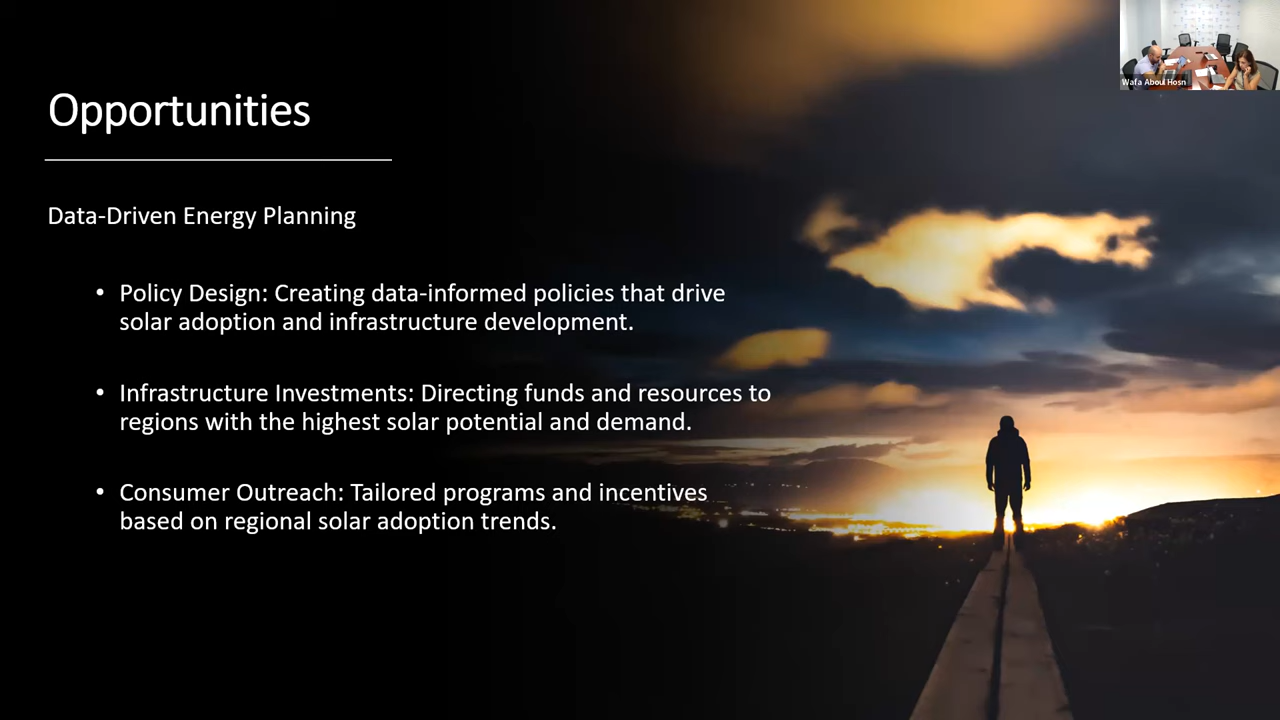 Opportunities
Data-Driven Energy Planning
• Policy Design: Creating data-informed policies that drive
solar adoption and infrastructure development.
• Infrastructure Investments: Directing funds and resources to
regions with the highest solar potential and demand.
• Consumer Outreach: Tailored programs and incentives
based on regional solar adoption trends.
Wafa Aboul Hosn